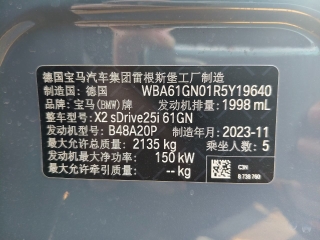 德国宝马汽车集团雷根斯堡工厂制造
制造国：德国 WBA61GN01R5Y19640
品牌：宝马(BMW)牌 发动机排量：1998 mL
整车型号：X2 sDrive25i 61GN
发动机型号：B48A20P 制造年月：2023-11
最大允许总质量：2135 kg 乘坐人数：5
发动机最大净功率：150 kW
最大允许牵引质量：-- kg